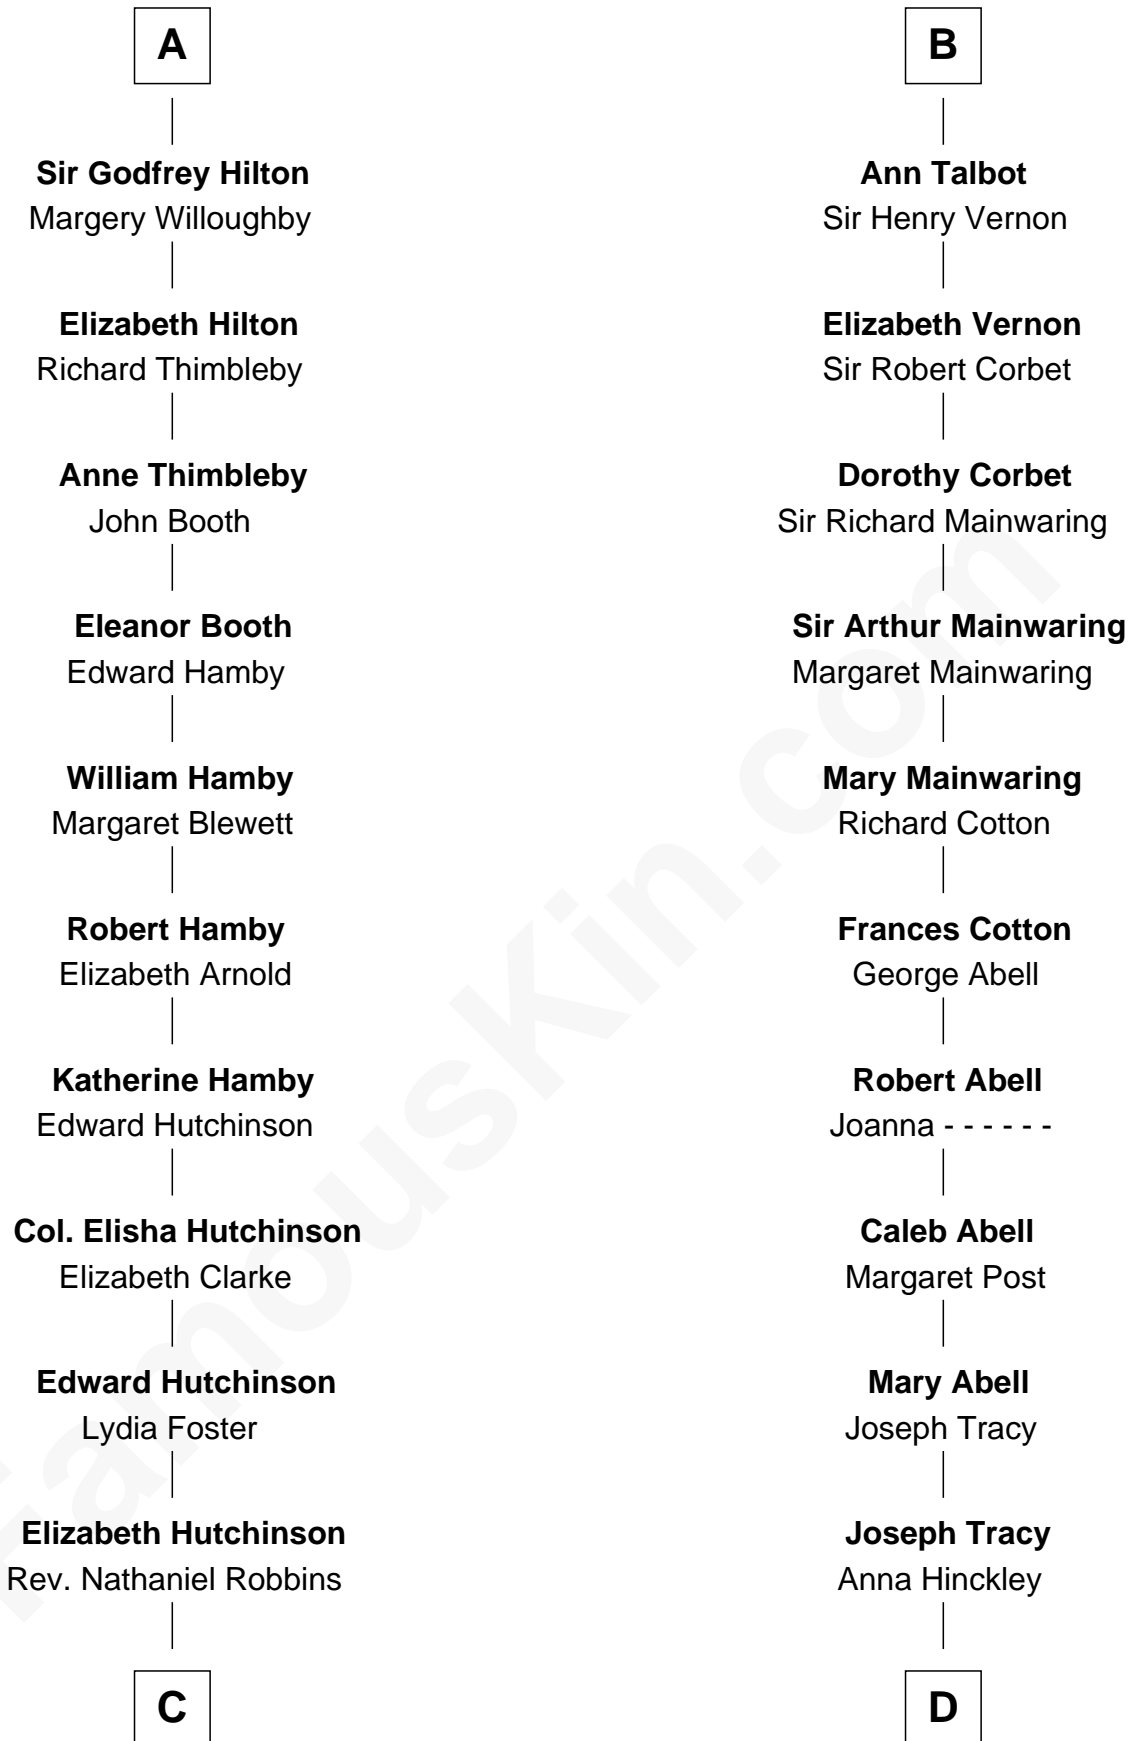 A
Sir Godfrey Hilton
Margery Willoughby
Elizabeth Hilton
Richard Thimbleby
Anne Thimbleby
John Booth
Eleanor Booth
Edward Hamby
William Hamby
Margaret Blewett
Robert Hamby
Elizabeth Arnold
Katherine Hamby
Edward Hutchinson
Col. Elisha Hutchinson
Elizabeth Clarke
Edward Hutchinson
Lydia Foster
Elizabeth Hutchinson
Rev. Nathaniel Robbins
C
B
Ann Talbot
Sir Henry Vernon
Elizabeth Vernon
Sir Robert Corbet
Dorothy Corbet
Sir Richard Mainwaring
Sir Arthur Mainwaring
Margaret Mainwaring
Mary Mainwaring
Richard Cotton
Frances Cotton
George Abell
Robert Abell
Joanna - - - - - -
Caleb Abell
Margaret Post
Mary Abell
Joseph Tracy
Joseph Tracy
Anna Hinckley
D
FamousKin.com